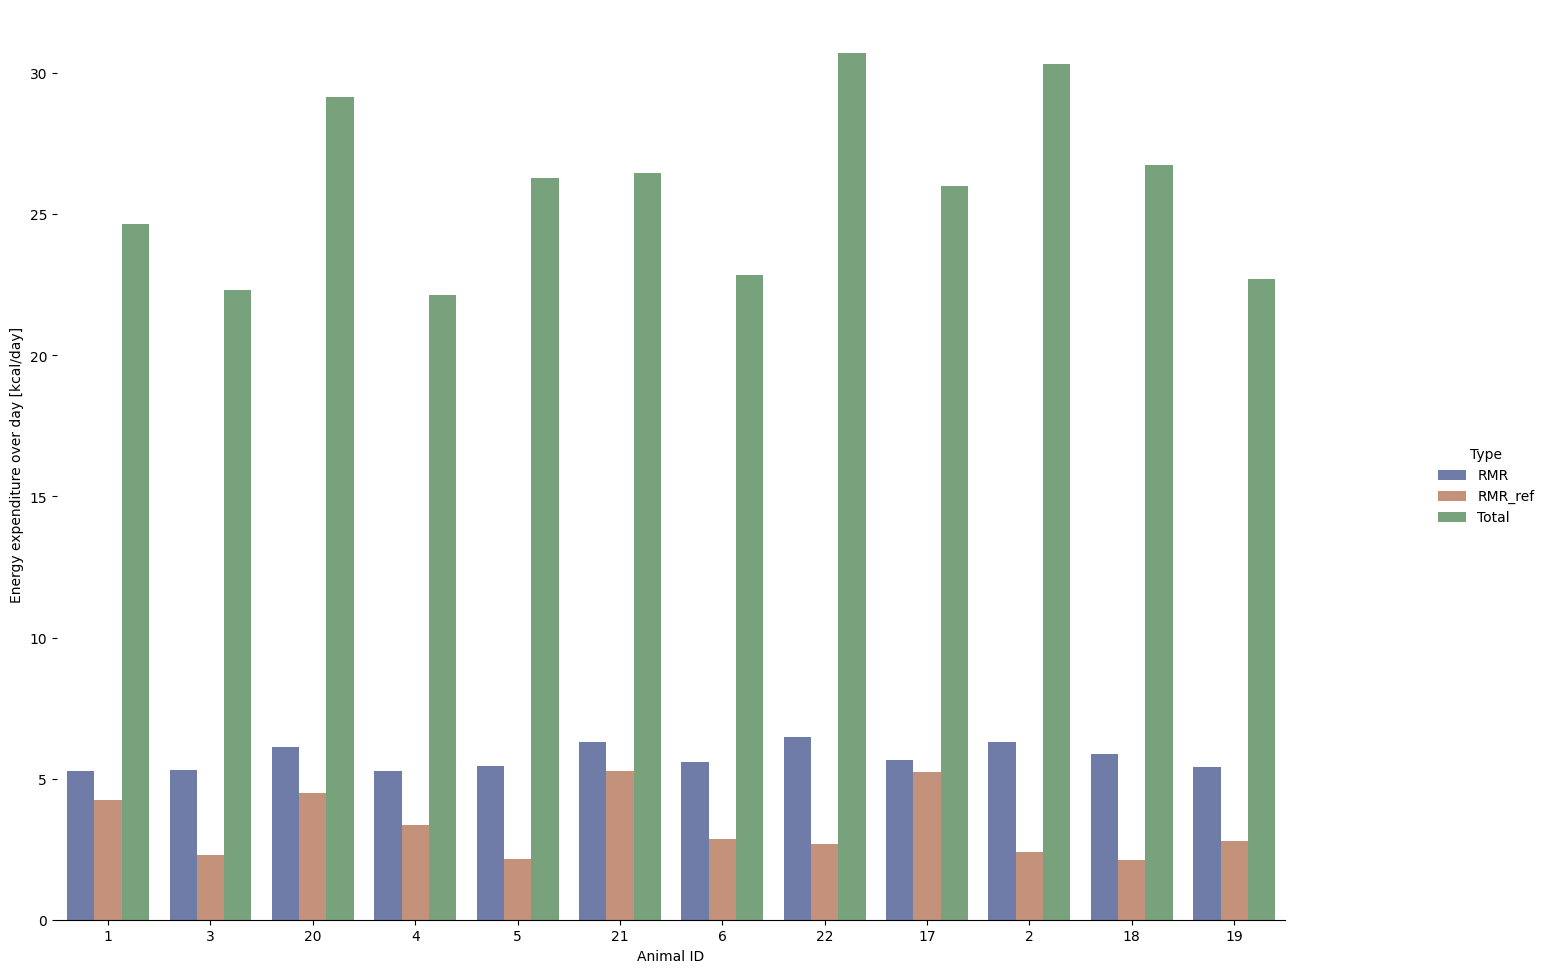 30
25
20
15
10
5
0
Energy expenditure over day [kcal/day]
1 3 20 4 5 21 6 22 17 2 18 19
Animal ID
Type
RMR
RMR_ref
Total